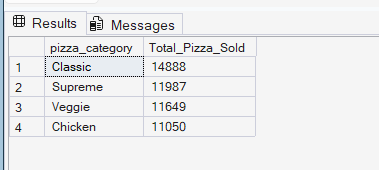 Results Messages
pizza_category Total_Pizza_Sold
1 Classic 14888
2 Supreme 11987
3 Veggie 11649
4 Chicken 11050